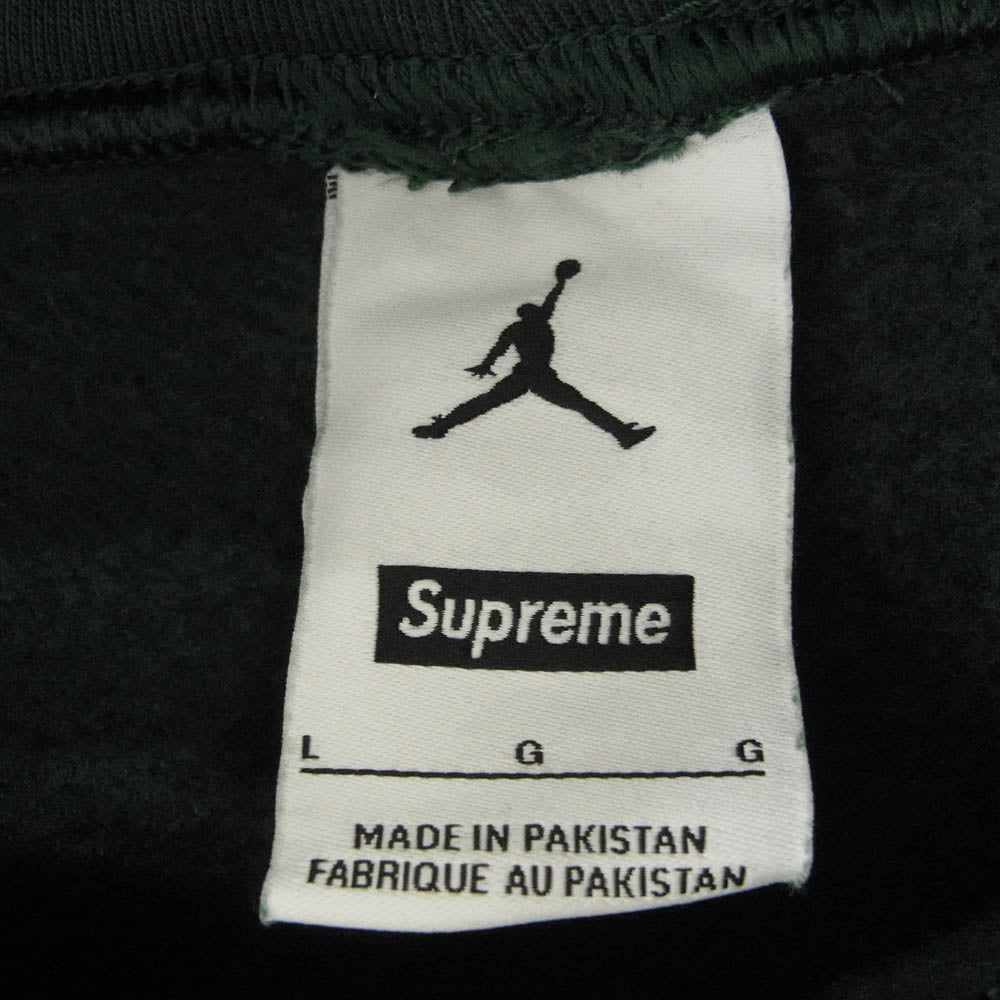 Supreme
L G G
MADE IN PAKISTAN
FABRIQUE AU PAKISTAN